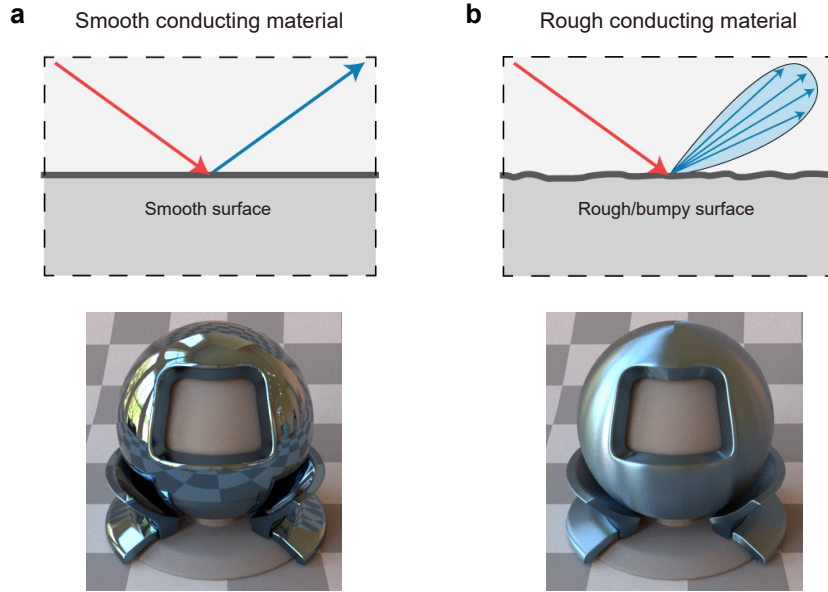 a
Smooth conducting material
b
Rough conducting material
Smooth surface
Rough/bumpy surface